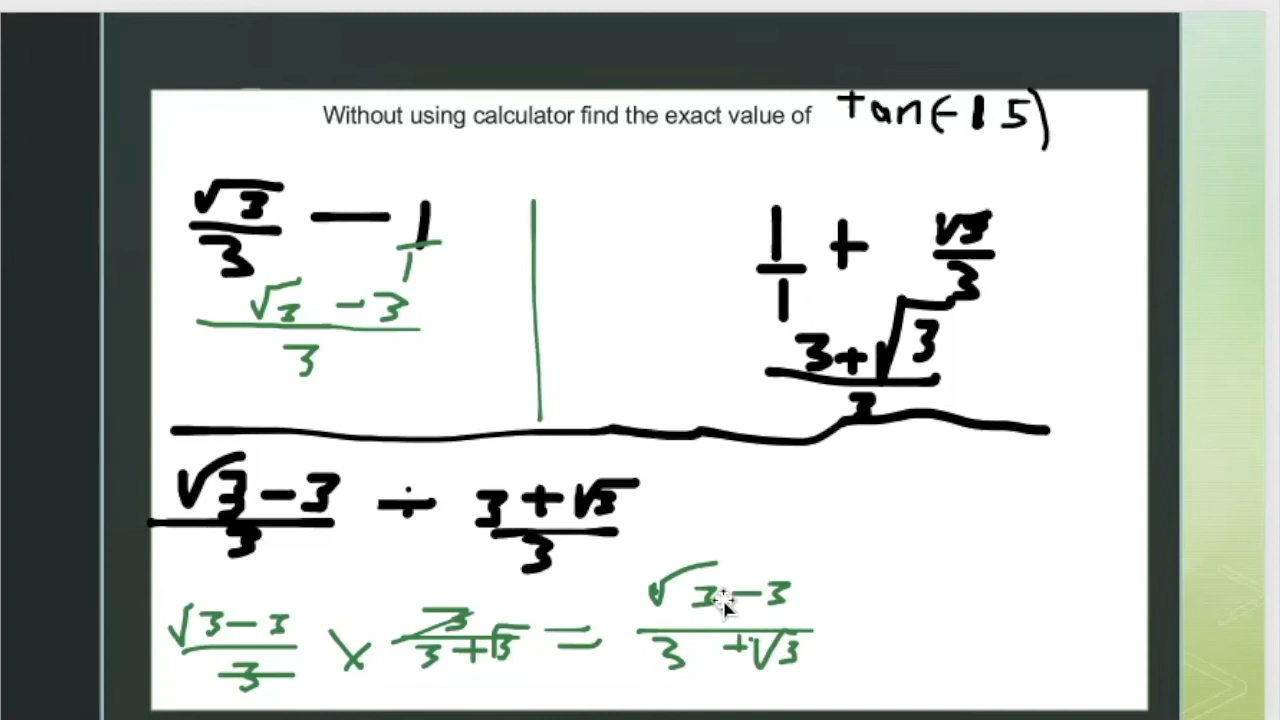 Without using calculator find the exact value of tan(-15)
√3/3 - 1/1
1/1 + √3/3
√3 - 3/3
3+√3/3
√3-3/3 ÷ 3+√3/3
√3-3/3 × 3/3+√3 = √3-3/3+√3